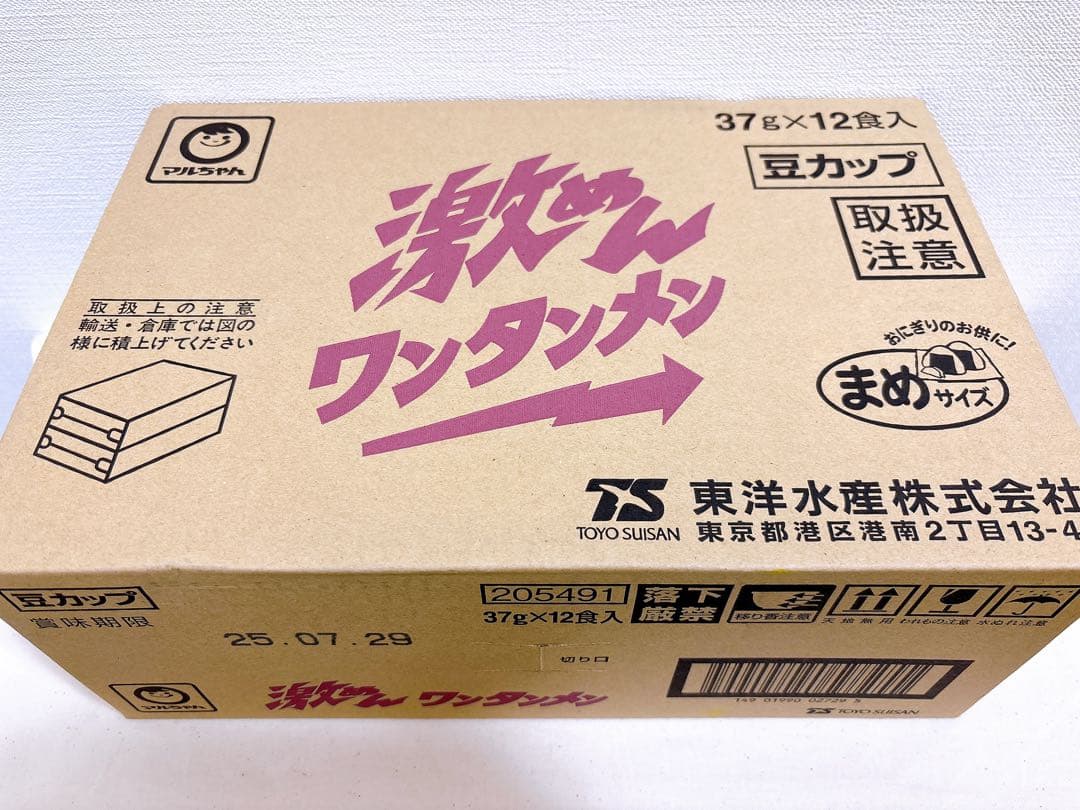 マルちゃん
37g×12食入
豆カップ
取扱
注意
激めん
ワンタンメン
取扱上の注意
輸送・倉庫では図の
様に積上げてください
おにぎりのお供に!
まめサイズ
TS 東洋水産株式会社
TOYO SUISAN 東京都港区港南2丁目13-4
豆カップ
賞味期限
25.07.29
205491
37g×12食入
落下
厳禁
移り香注意
天地無用
われもの注意
水ぬれ注意
切り口
マルちゃん
激めん ワンタンメン
149 01990 02729 5
TS TOYO SUISAN